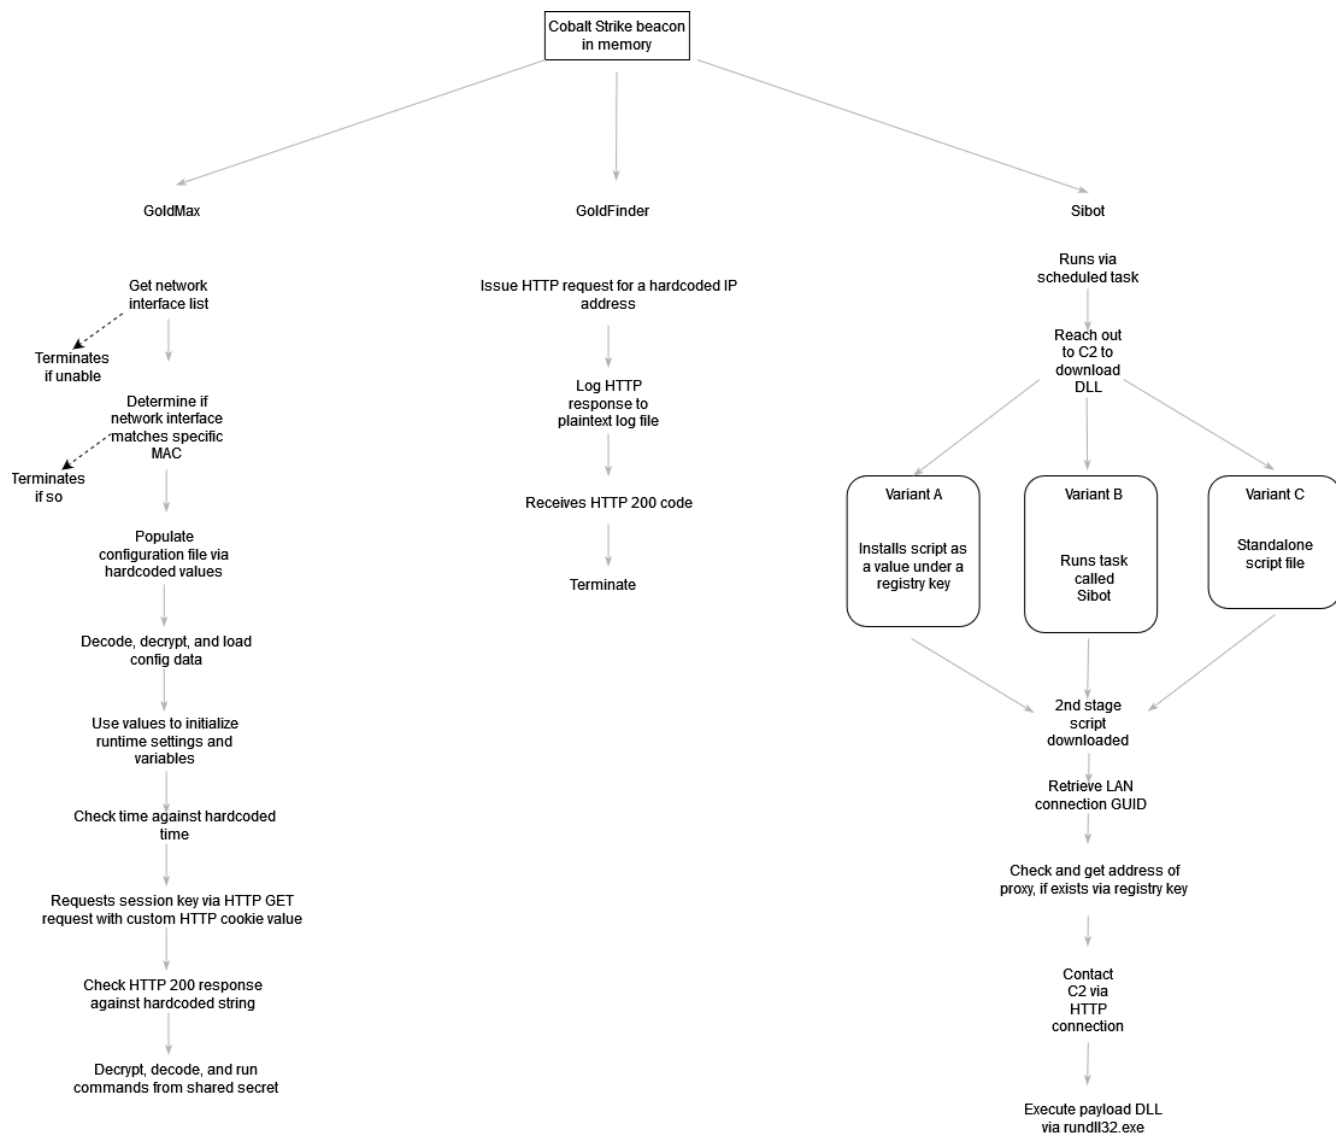 Cobalt Strike beacon
in memory
GoldMax
Get network
interface list
Terminates
if unable
Determine if
network interface
matches specific
MAC
Terminates
if so
Populate
configuration file via
hardcoded values
Decode, decrypt, and load
config data
Use values to initialize
runtime settings and
variables
Check time against hardcoded
time
Requests session key via HTTP GET
request with custom HTTP cookie value
Check HTTP 200 response
against hardcoded string
Decrypt, decode, and run
commands from shared secret
GoldFinder
Issue HTTP request for a hardcoded IP
address
Log HTTP
response to
plaintext log file
Receives HTTP 200 code
Terminate
Sibot
Runs via
scheduled task
Reach out
to C2 to
download
DLL
Variant A
Installs script as
a value under a
registry key
Variant B
Runs task
called
Sibot
Variant C
Standalone
script file
2nd stage
script
downloaded
Retrieve LAN
connection GUID
Check and get address of
proxy, if exists via registry key
Contact
C2 via
HTTP
connection
Execute payload DLL
via rundll32.exe